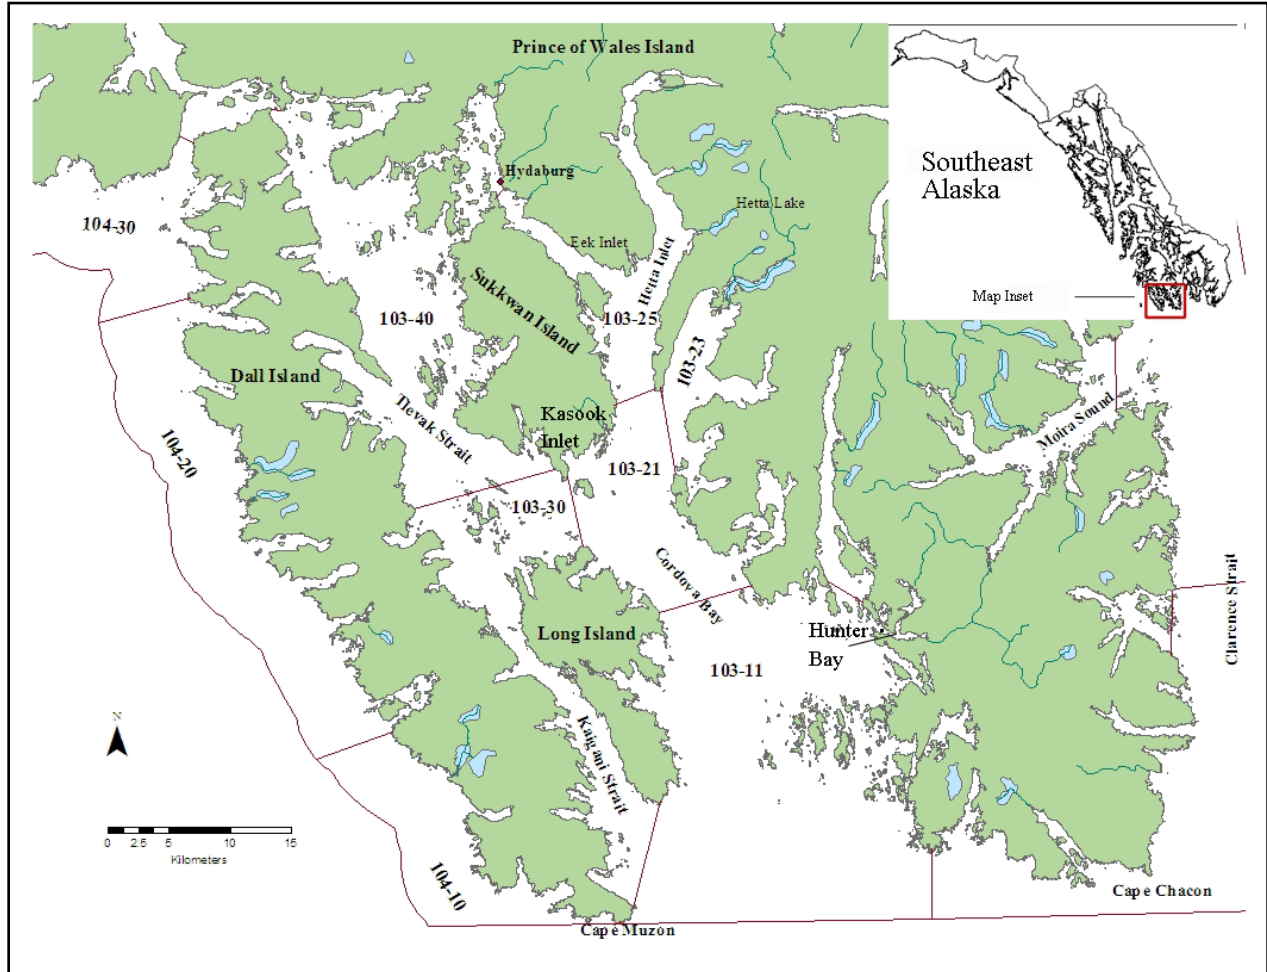 Prince of Wales Island
Southeast
Alaska
Map Inset
Hydaburg
Hetta Lake
104-30
Eek Inlet
Hetta Inlet
Sukkwan Island
103-40
103-25
103-23
Dall Island
Tlevak Strait
Kasook
Inlet
Moira Sound
104-20
103-21
103-30
Cordova Bay
Clarence Strait
Long Island
Hunter
Bay
103-11
N
Kaigani Strait
0 2.5 5 10 15
Kilometers
104-10
Cape Chacon
Cape Muzon